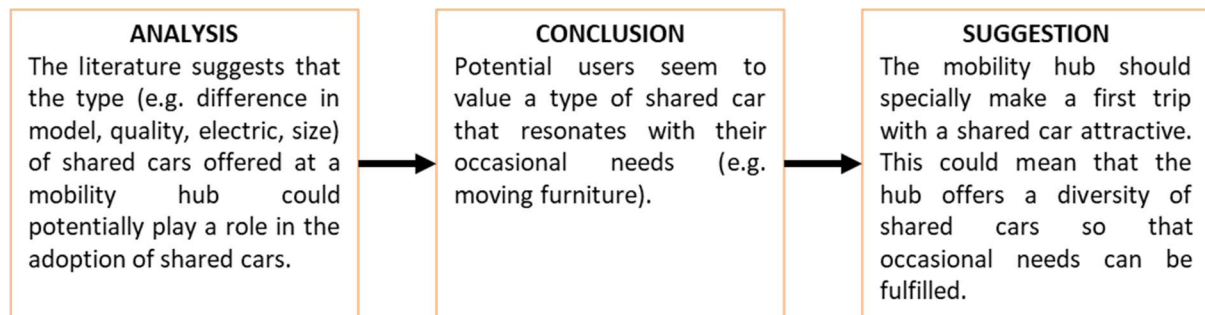 ANALYSIS
The literature suggests that
the type (e.g. difference in
model, quality, electric, size)
of shared cars offered at a
mobility hub could
potentially play a role in the
adoption of shared cars.
CONCLUSION
Potential users seem to
value a type of shared car
that resonates with their
occasional needs (e.g.
moving furniture).
SUGGESTION
The mobility hub should
specially make a first trip
with a shared car attractive.
This could mean that the
hub offers a diversity of
shared cars so that
occasional needs can be
fulfilled.